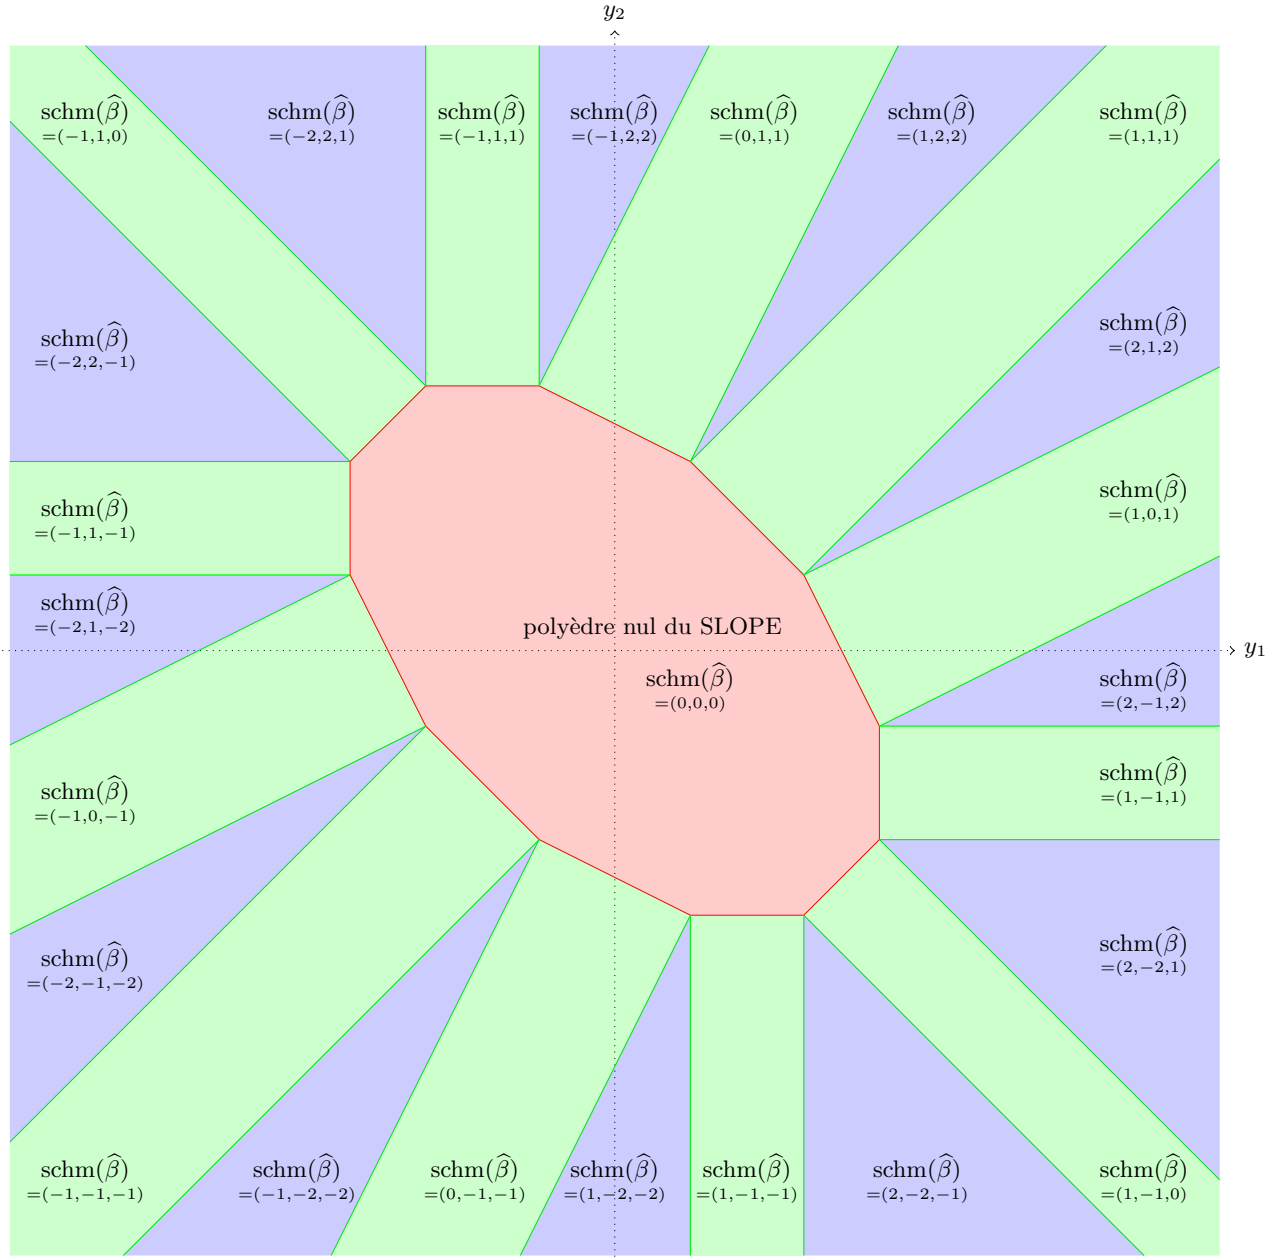 y₂
schm(β̂)
=(−1,1,0)
schm(β̂)
=(−2,2,1)
schm(β̂)
=(−1,1,1)
schm(β̂)
=(−1,2,2)
schm(β̂)
=(0,1,1)
schm(β̂)
=(1,2,2)
schm(β̂)
=(1,1,1)
schm(β̂)
=(−2,2,−1)
schm(β̂)
=(2,1,2)
schm(β̂)
=(−1,1,−1)
schm(β̂)
=(1,0,1)
schm(β̂)
=(−2,1,−2)
polyèdre nul du SLOPE
y₁
schm(β̂)
=(0,0,0)
schm(β̂)
=(2,−1,2)
schm(β̂)
=(−1,0,−1)
schm(β̂)
=(1,−1,1)
schm(β̂)
=(−2,−1,−2)
schm(β̂)
=(2,−2,1)
schm(β̂)
=(−1,−1,−1)
schm(β̂)
=(−1,−2,−2)
schm(β̂)
=(0,−1,−1)
schm(β̂)
=(1,−2,−2)
schm(β̂)
=(1,−1,−1)
schm(β̂)
=(2,−2,−1)
schm(β̂)
=(1,−1,0)